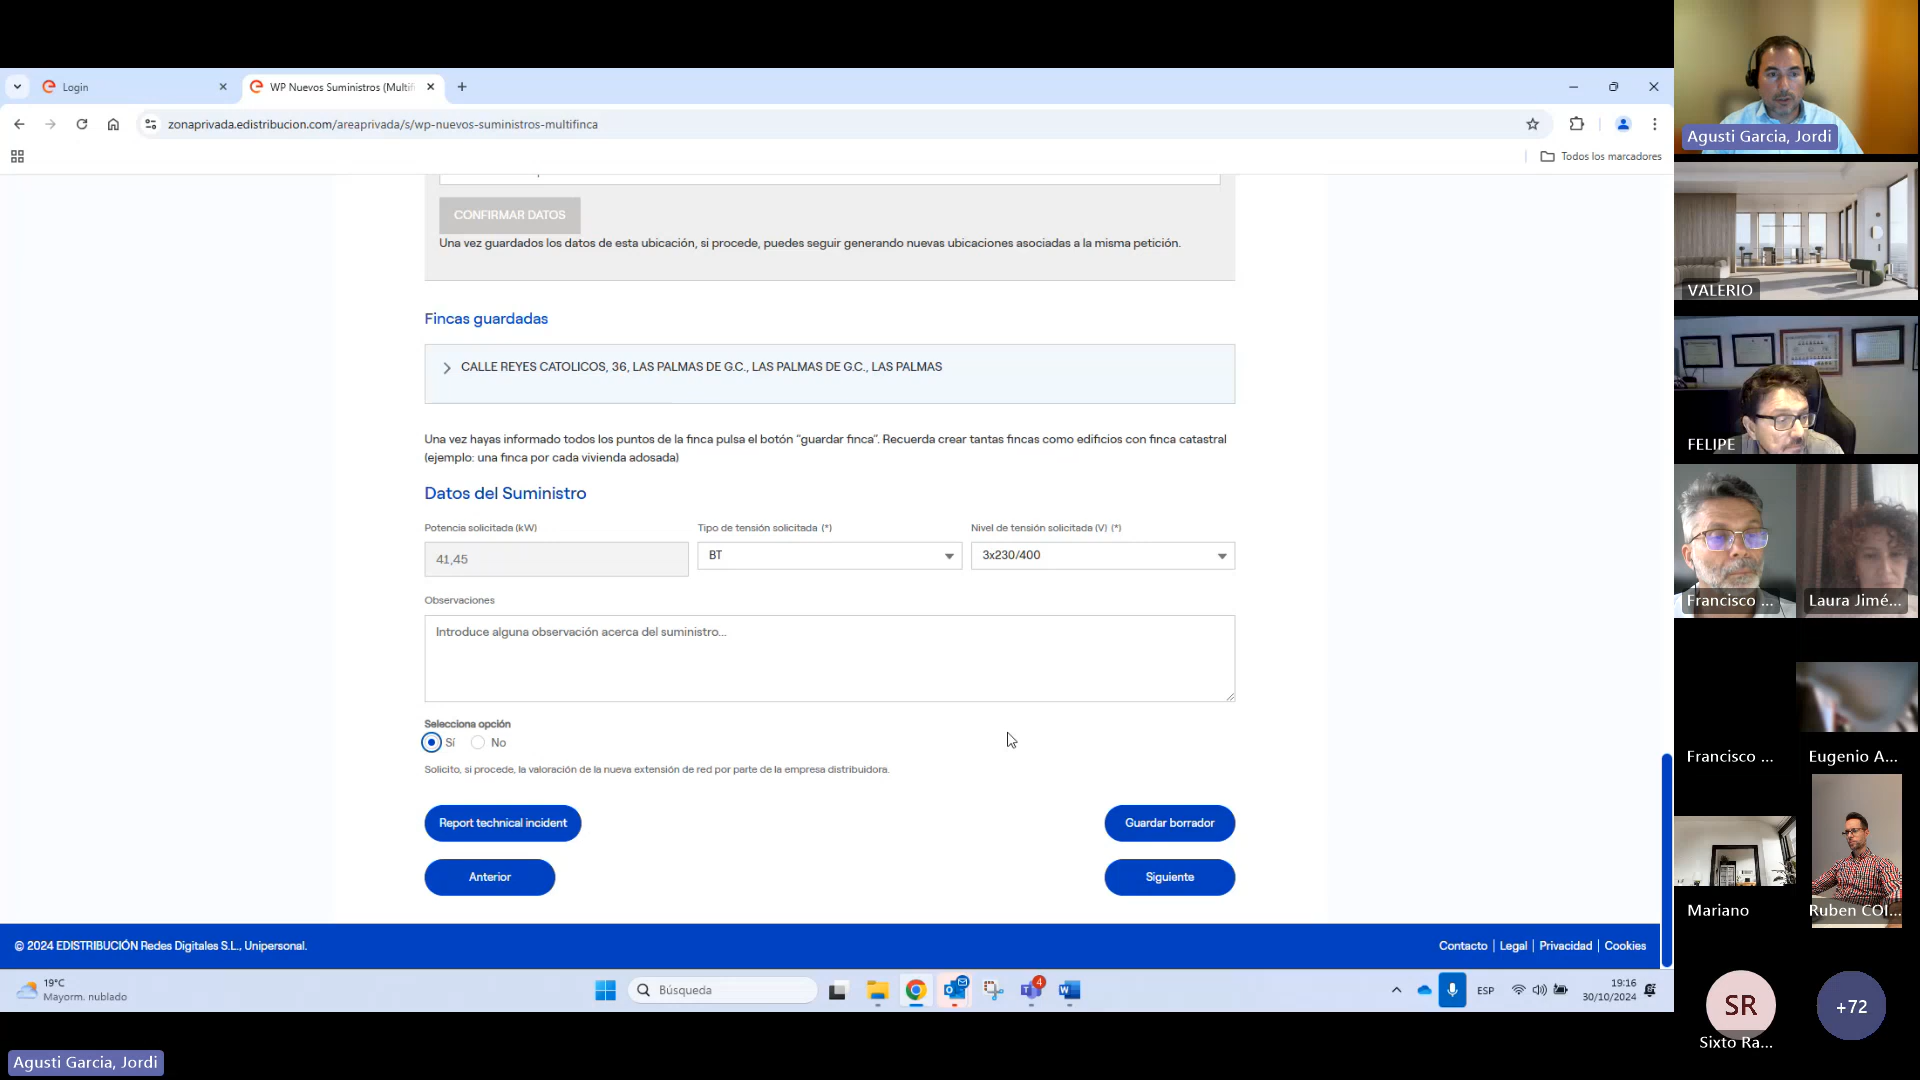 Login
WP Nuevos Suministros (Multifi
zonaprivada.edistribucion.com/areaprivada/s/wp-nuevos-suministros-multifinca
Todos los marcadores
CONFIRMAR DATOS
Una vez guardados los datos de esta ubicación, si procede, puedes seguir generando nuevas ubicaciones asociadas a la misma petición.
Fincas guardadas
CALLE REYES CATOLICOS, 36, LAS PALMAS DE G.C., LAS PALMAS DE G.C., LAS PALMAS
Una vez hayas informado todos los puntos de la finca pulsa el botón "guardar finca". Recuerda crear tantas fincas como edificios con finca catastral
(ejemplo: una finca por cada vivienda adosada)
Datos del Suministro
Potencia solicitada (kW) Tipo de tensión solicitada (*) Nivel de tensión solicitada (V) (*)
41,45 BT 3x230/400
Observaciones
Introduce alguna observación acerca del suministro...
Selecciona opción
Sí No
Solicito, si procede, la valoración de la nueva extensión de red por parte de la empresa distribuidora.
Report technical incident Guardar borrador
Anterior Siguiente
© 2024 EDISTRIBUCIÓN Redes Digitales S.L., Unipersonal. Contacto | Legal | Privacidad | Cookies
19°C
Mayorm. nublado
Búsqueda
4
ESP
19:16
30/10/2024
Agusti Garcia, Jordi
VALERIO
FELIPE
Francisco ... Laura Jimé...
Francisco ... Eugenio A...
Mariano Ruben COI...
SR +72
Sixto Ra...
Agusti Garcia, Jordi